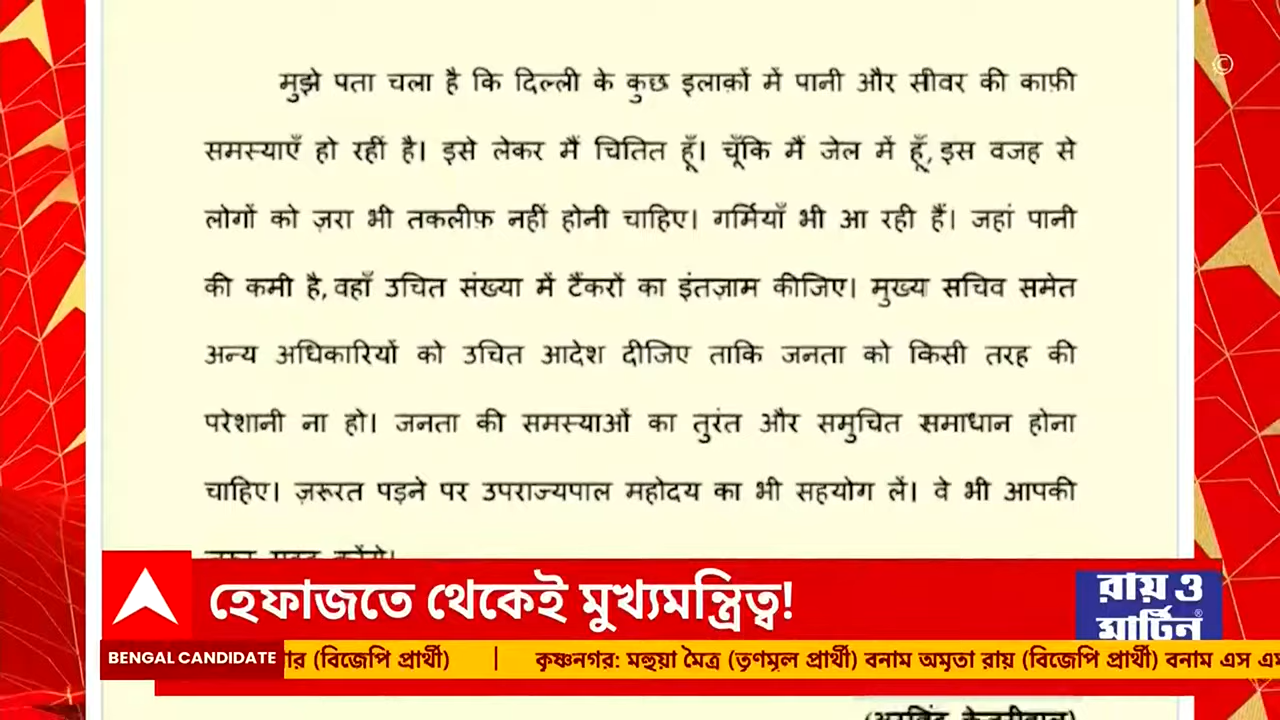 ©
मुझे पता चला है कि दिल्ली के कुछ इलाक़ों में पानी और सीवर की काफ़ी
समस्याएँ हो रहीं है। इसे लेकर मैं चिंतित हूँ। चूँकि मैं जेल में हूँ, इस वजह से
लोगों को ज़रा भी तकलीफ़ नहीं होनी चाहिए। गर्मियाँ भी आ रही हैं। जहां पानी
की कमी है, वहाँ उचित संख्या में टैंकरों का इंतज़ाम कीजिए। मुख्य सचिव समेत
अन्य अधिकारियों को उचित आदेश दीजिए ताकि जनता को किसी तरह की
परेशानी ना हो। जनता की समस्याओं का तुरंत और समुचित समाधान होना
चाहिए। ज़रूरत पड़ने पर उपराज्यपाल महोदय का भी सहयोग लें। वे भी आपकी
হেফাজতে থেকেই মুখ্যমন্ত্রিত্ব!
রায় ও
মার্টিন®
BENGAL CANDIDATE
(বিজেপি প্রার্থী) | কৃষ্ণনগর: মহুয়া মৈত্র (তৃণমূল প্রার্থী) বনাম অমৃতা রায় (বিজেপি প্রার্থী) বনাম এস